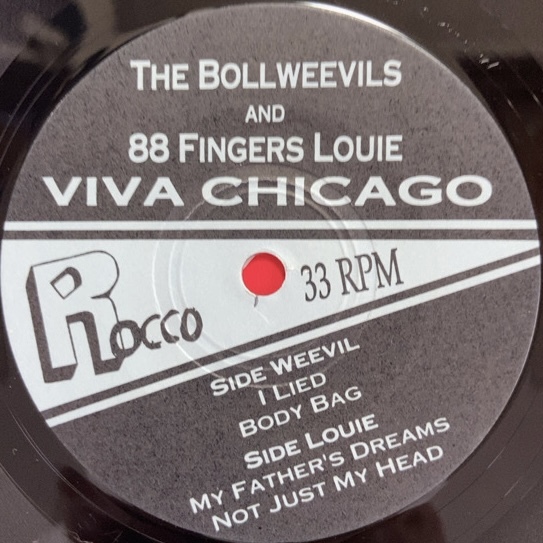 The Bollweevils
and
88 Fingers Louie
VIVA CHICAGO
Rocco
33 RPM
Side Weevil
I Lied
Body Bag
Side Louie
My Father's Dreams
Not Just My Head